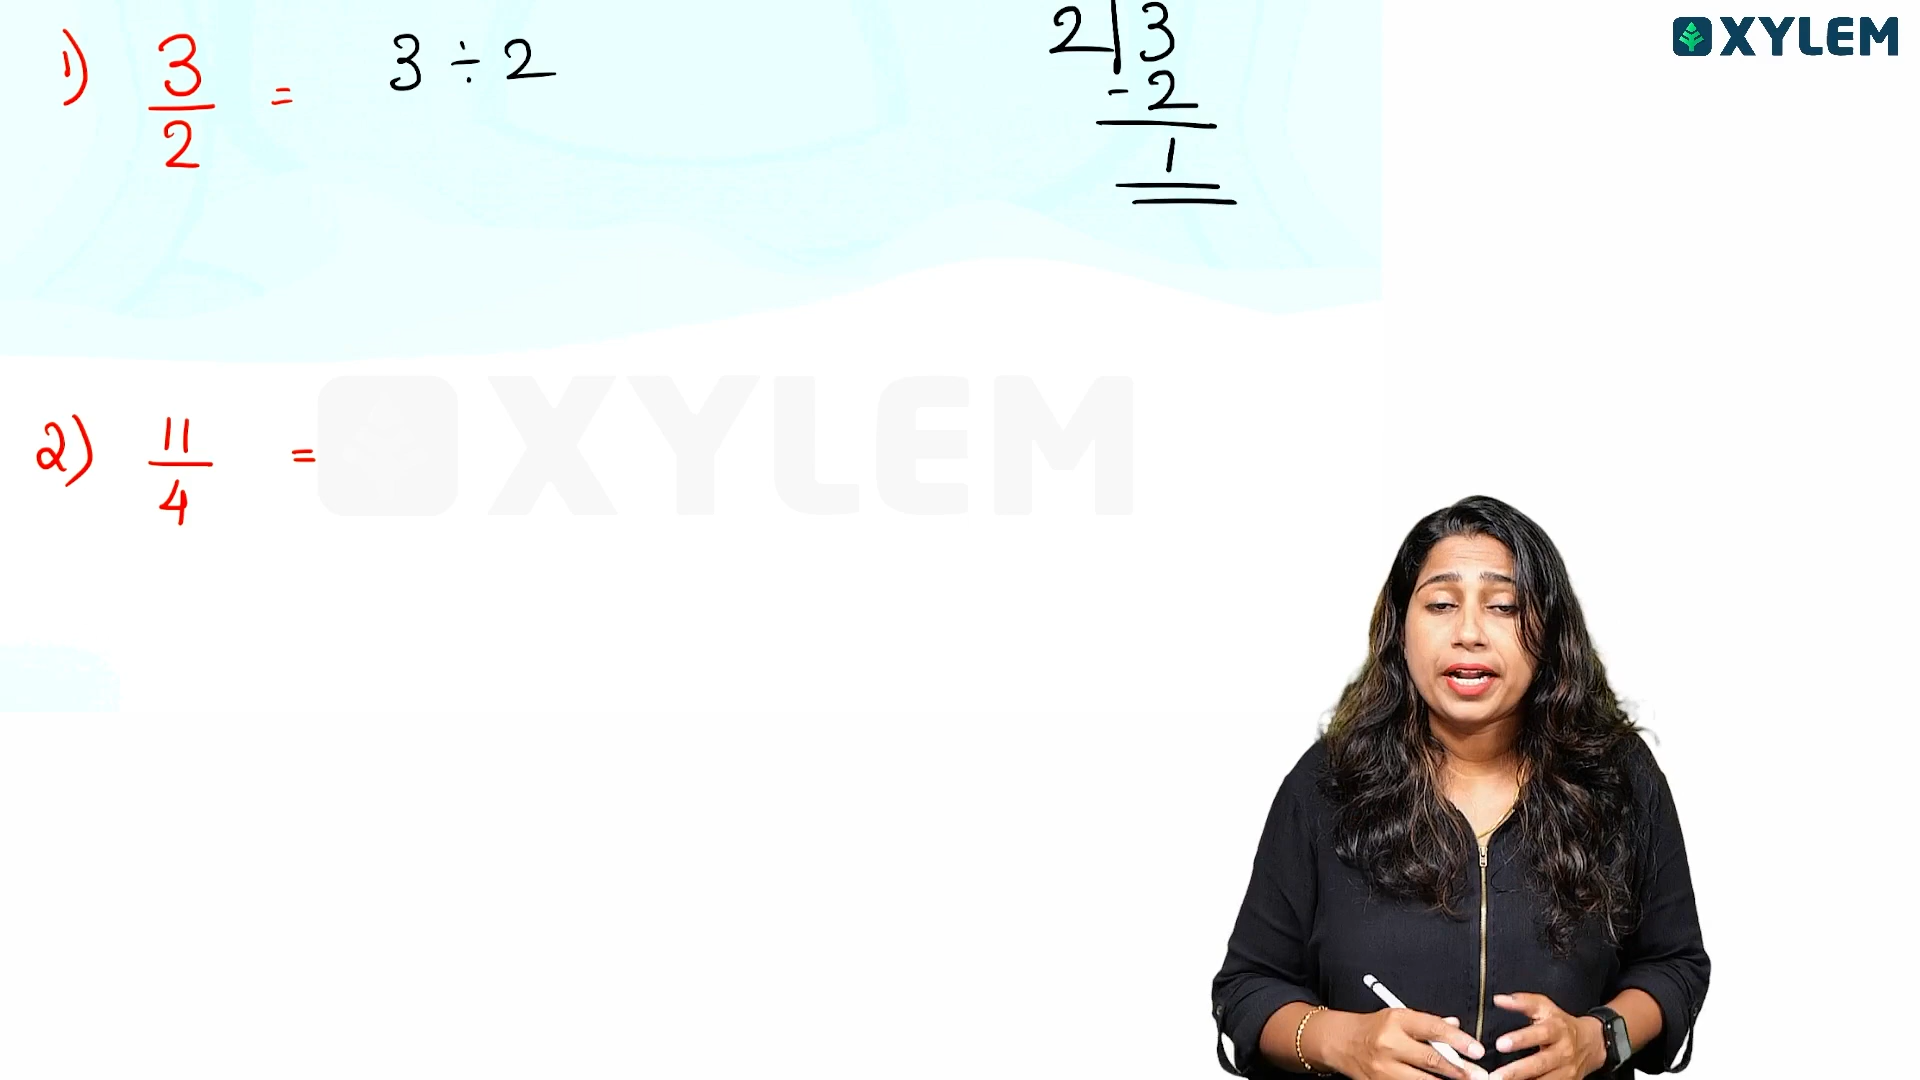 XYLEM
1) 3/2 = 3 ÷ 2
2 | 3
- 2
1
XYLEM
2) 11/4 =